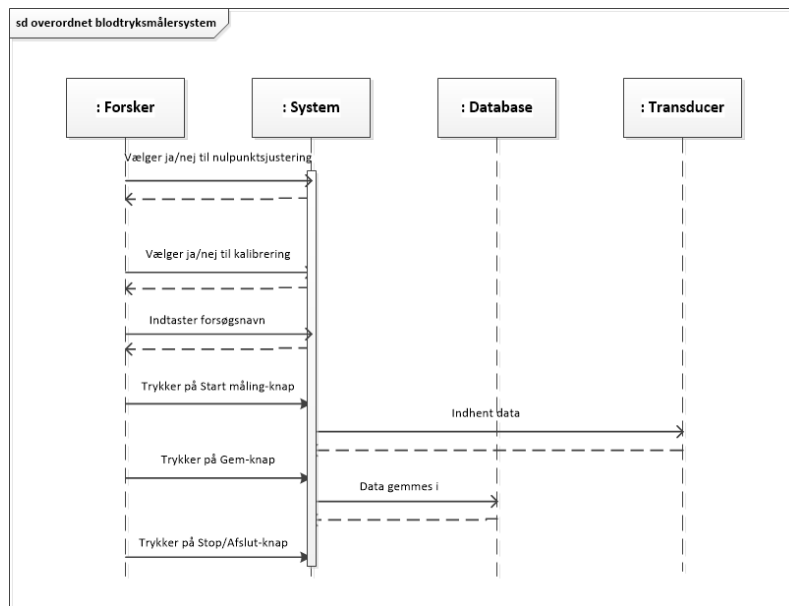 sd overordnet blodtryksmålersystem
: Forsker
: System
: Database
: Transducer
Vælger ja/nej til nulpunktsjustering
Vælger ja/nej til kalibrering
Indtaster forsøgsnavn
Trykker på Start måling-knap
Indhent data
Trykker på Gem-knap
Data gemmes i
Trykker på Stop/Afslut-knap